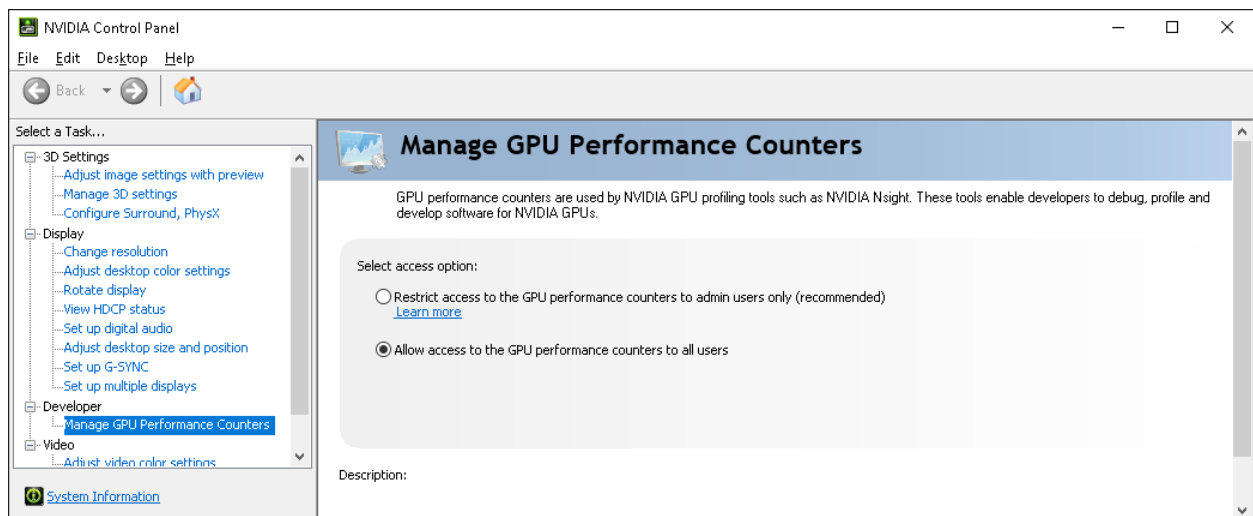 NVIDIA Control Panel
File Edit Desktop Help
Back
Select a Task...
3D Settings
Adjust image settings with preview
Manage 3D settings
Configure Surround, PhysX
Display
Change resolution
Adjust desktop color settings
Rotate display
View HDCP status
Set up digital audio
Adjust desktop size and position
Set up G-SYNC
Set up multiple displays
Developer
Manage GPU Performance Counters
Video
Adjust video color settings
System Information
Manage GPU Performance Counters
GPU performance counters are used by NVIDIA GPU profiling tools such as NVIDIA Nsight. These tools enable developers to debug, profile and
develop software for NVIDIA GPUs.
Select access option:
Restrict access to the GPU performance counters to admin users only (recommended)
Learn more
Allow access to the GPU performance counters to all users
Description: